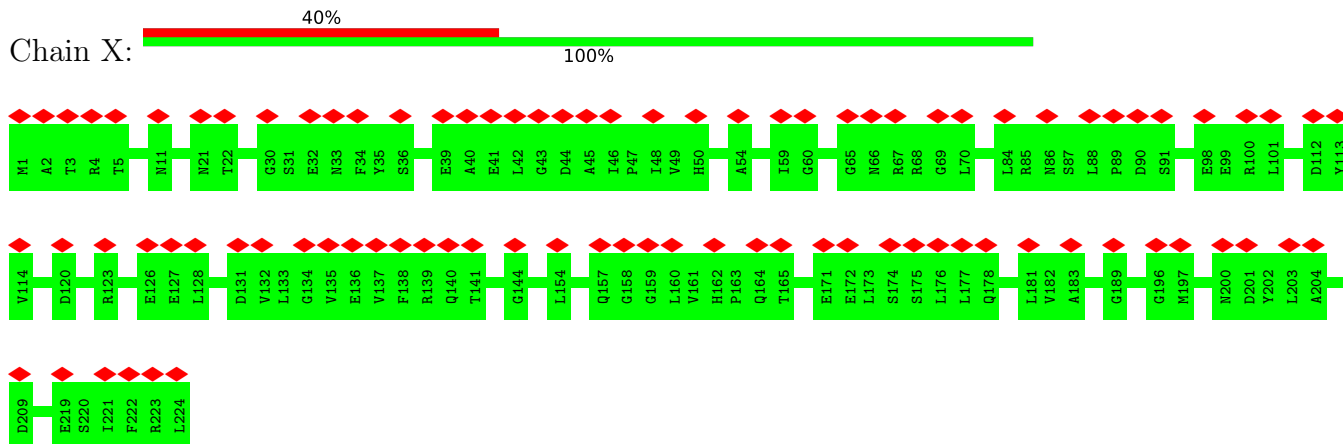 40%
Chain X:
100%
M1 A2 T3 R4 T5 N11 N21 T22 G30 S31 E32 N33 F34 Y35 S36 E39 A40 E41 L42 G43 D44 A45 I46 P47 I48 V49 H50 A54 I59 G60 G65 N66 R67 R68 G69 L70 L84 R85 N86 S87 L88 P89 D90 S91 E98 E99 R100 L101 D112 Y113
V114 D120 R123 E126 E127 L128 D131 V132 L133 G134 V135 E136 V137 F138 R139 Q140 T141 G144 L154 Q157 G158 G159 L160 V161 H162 P163 Q164 T165 E171 E172 L173 S174 S175 L176 L177 Q178 L181 V182 A183 G189 G196 M197 N200 D201 Y202 L203 A204
D209 E219 S220 I221 F222 R223 L224